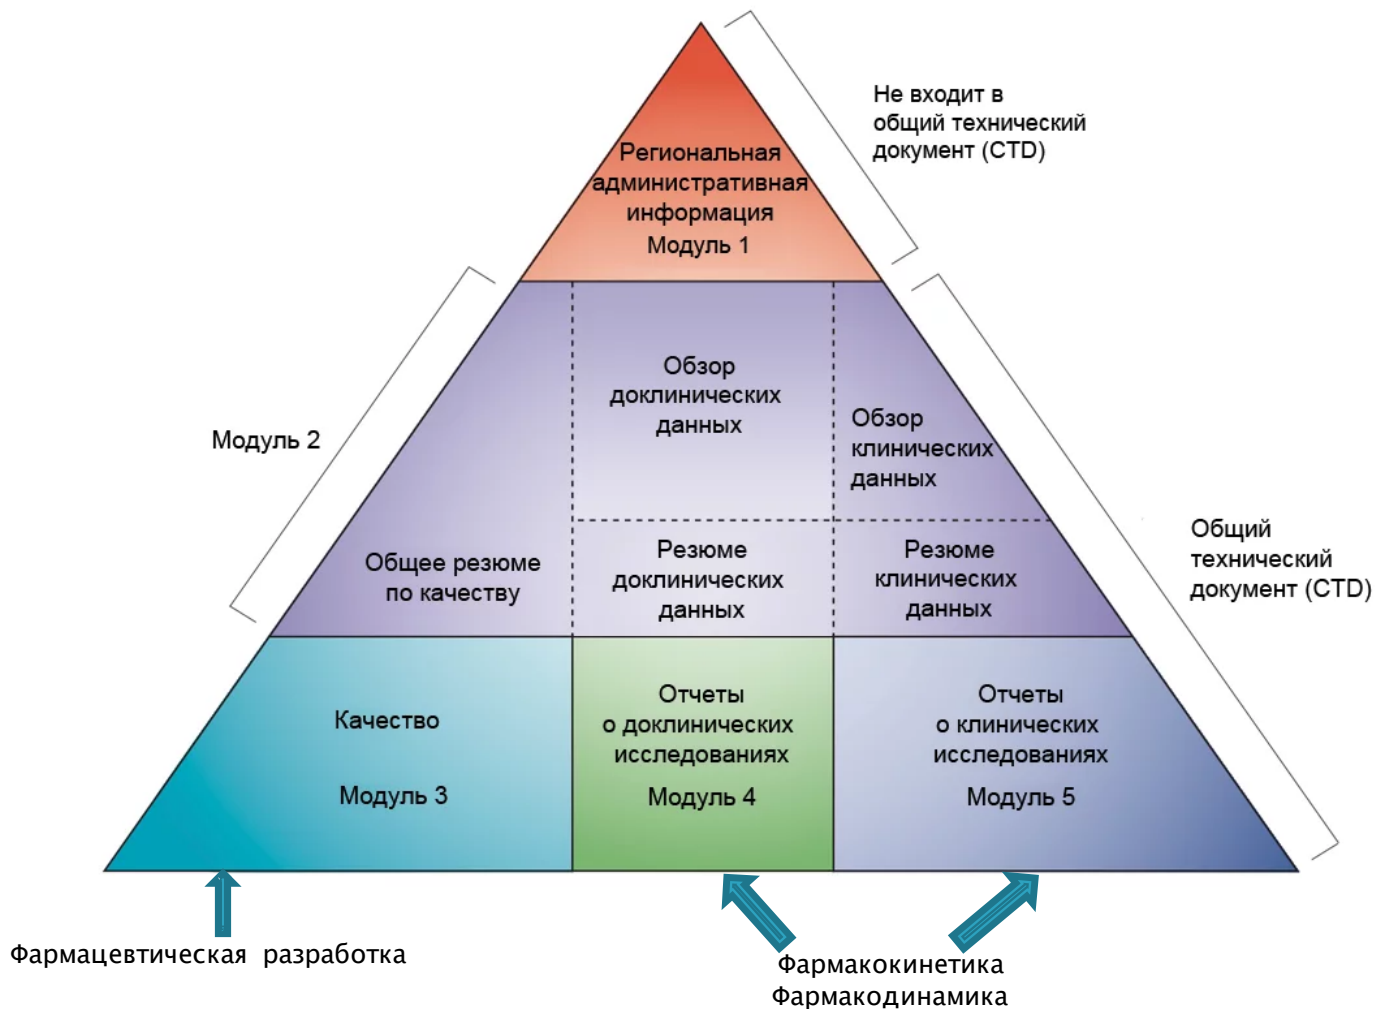 Не входит в
общий технический
документ (CTD)
Региональная
административная
информация
Модуль 1
Модуль 2
Обзор
доклинических
данных
Обзор
клинических
данных
Общее резюме
по качеству
Резюме
доклинических
данных
Резюме
клинических
данных
Общий
технический
документ (CTD)
Качество
Модуль 3
Отчеты
о доклинических
исследованиях
Модуль 4
Отчеты
о клинических
исследованиях
Модуль 5
Фармацевтическая разработка
Фармакокинетика
Фармакодинамика